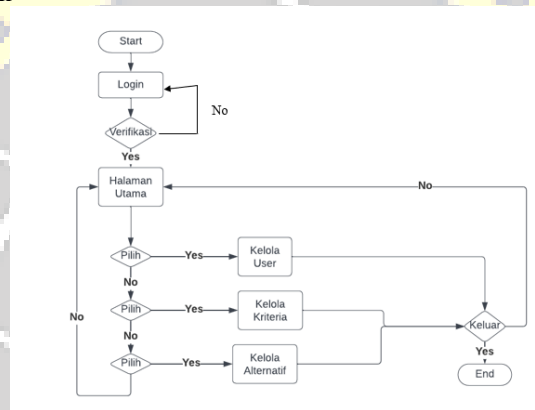 Start
Login
No
Verifikasi
Yes
Halaman
Utama
No
Pilih
Yes
Kelola
User
No
Pilih
Yes
Kelola
Kriteria
No
Keluar
No
Pilih
Yes
Kelola
Alternatif
Yes
End